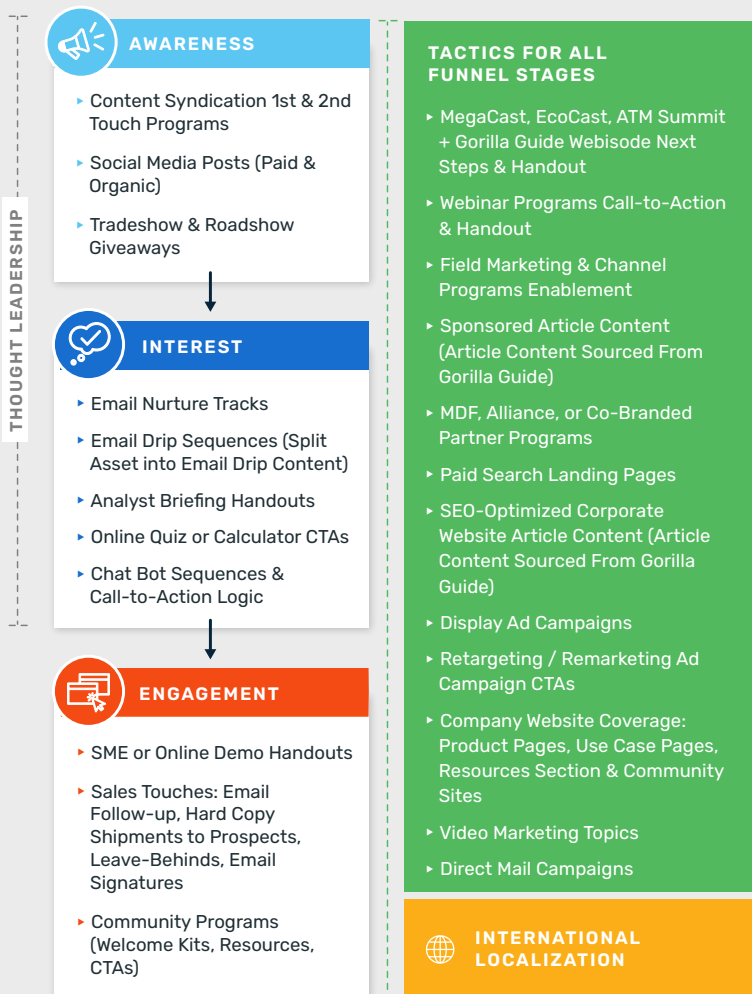 THOUGHT LEADERSHIP
AWARENESS
‣ Content Syndication 1st & 2nd
Touch Programs
‣ Social Media Posts (Paid &
Organic)
‣ Tradeshow & Roadshow
Giveaways
INTEREST
‣ Email Nurture Tracks
‣ Email Drip Sequences (Split
Asset into Email Drip Content)
‣ Analyst Briefing Handouts
‣ Online Quiz or Calculator CTAs
‣ Chat Bot Sequences &
Call-to-Action Logic
ENGAGEMENT
‣ SME or Online Demo Handouts
‣ Sales Touches: Email
Follow-up, Hard Copy
Shipments to Prospects,
Leave-Behinds, Email
Signatures
‣ Community Programs
(Welcome Kits, Resources,
CTAs)
TACTICS FOR ALL
FUNNEL STAGES
‣ MegaCast, EcoCast, ATM Summit
+ Gorilla Guide Webisode Next
Steps & Handout
‣ Webinar Programs Call-to-Action
& Handout
‣ Field Marketing & Channel
Programs Enablement
‣ Sponsored Article Content
(Article Content Sourced From
Gorilla Guide)
‣ MDF, Alliance, or Co-Branded
Partner Programs
‣ Paid Search Landing Pages
‣ SEO-Optimized Corporate
Website Article Content (Article
Content Sourced From Gorilla
Guide)
‣ Display Ad Campaigns
‣ Retargeting / Remarketing Ad
Campaign CTAs
‣ Company Website Coverage:
Product Pages, Use Case Pages,
Resources Section & Community
Sites
‣ Video Marketing Topics
‣ Direct Mail Campaigns
INTERNATIONAL
LOCALIZATION